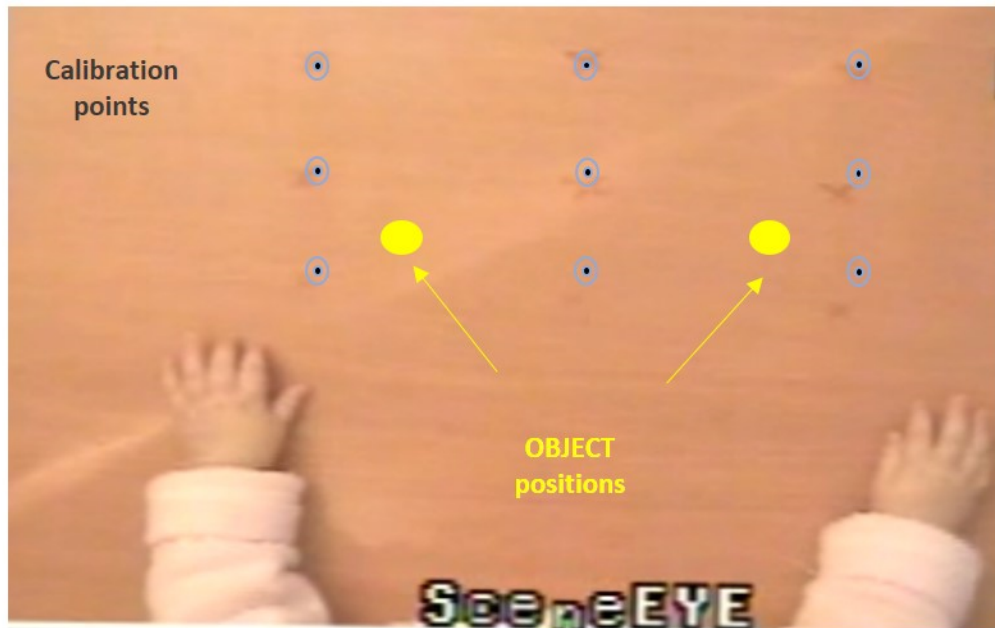 Calibration
points
OBJECT
positions
SceneEYE